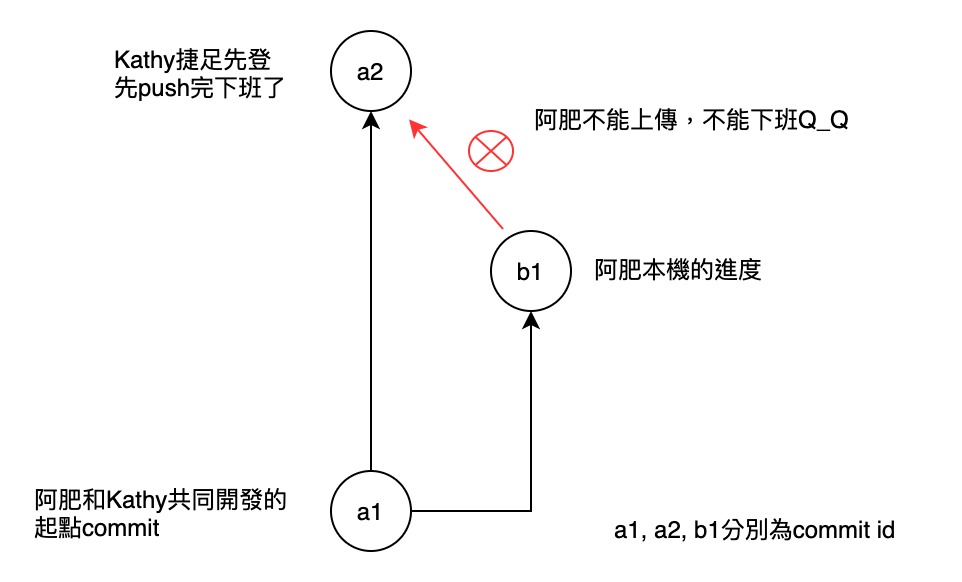 Kathy捷足先登
先push完下班了
a2
阿肥不能上傳，不能下班Q_Q
b1
阿肥本機的進度
阿肥和Kathy共同開發的
起點commit
a1
a1, a2, b1分別為commit id